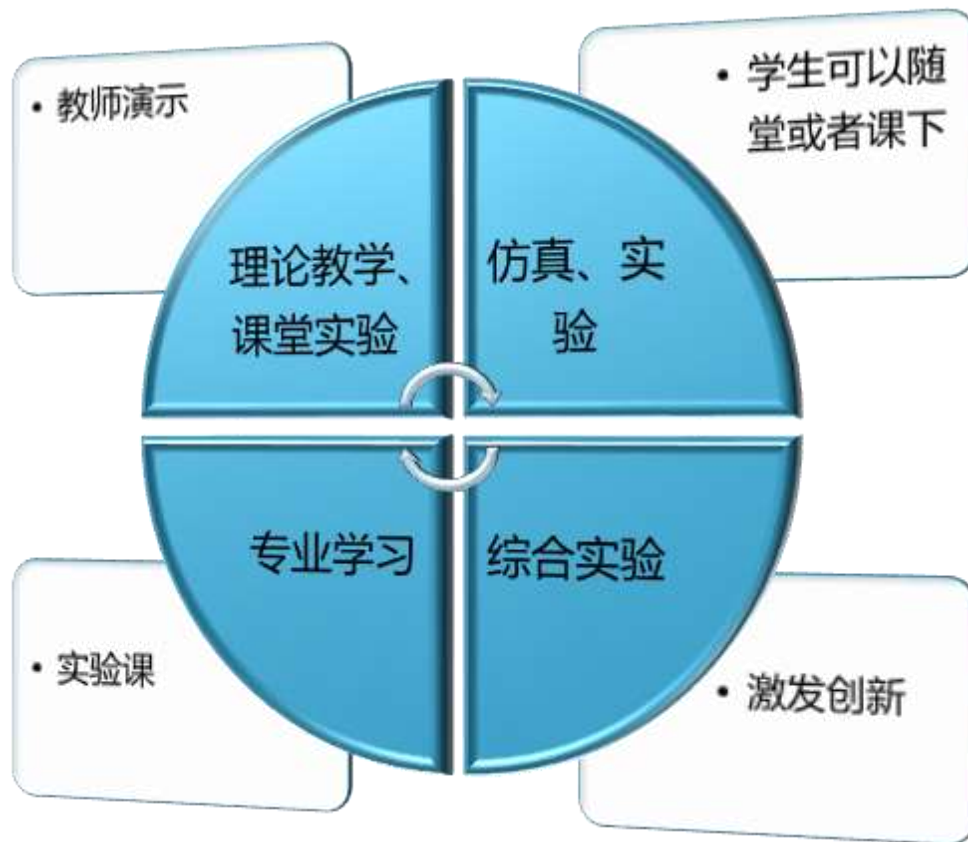 • 教师演示
• 学生可以随
堂或者课下
理论教学、
课堂实验
仿真、实
验
专业学习
综合实验
• 实验课
• 激发创新